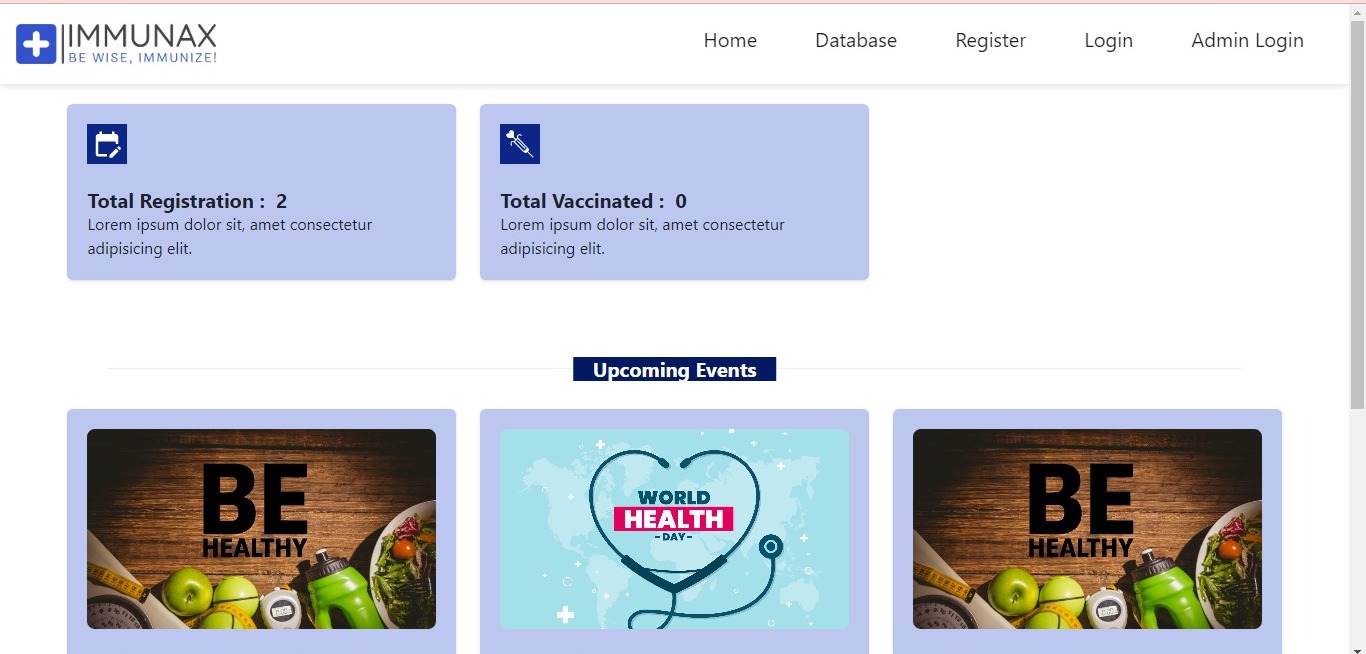 IMMUNAX
BE WISE, IMMUNIZE!
Home Database Register Login Admin Login
Total Registration : 2
Lorem ipsum dolor sit, amet consectetur
adipisicing elit.
Total Vaccinated : 0
Lorem ipsum dolor sit, amet consectetur
adipisicing elit.
Upcoming Events
BE
HEALTHY
WORLD
HEALTH
-DAY-
BE
HEALTHY